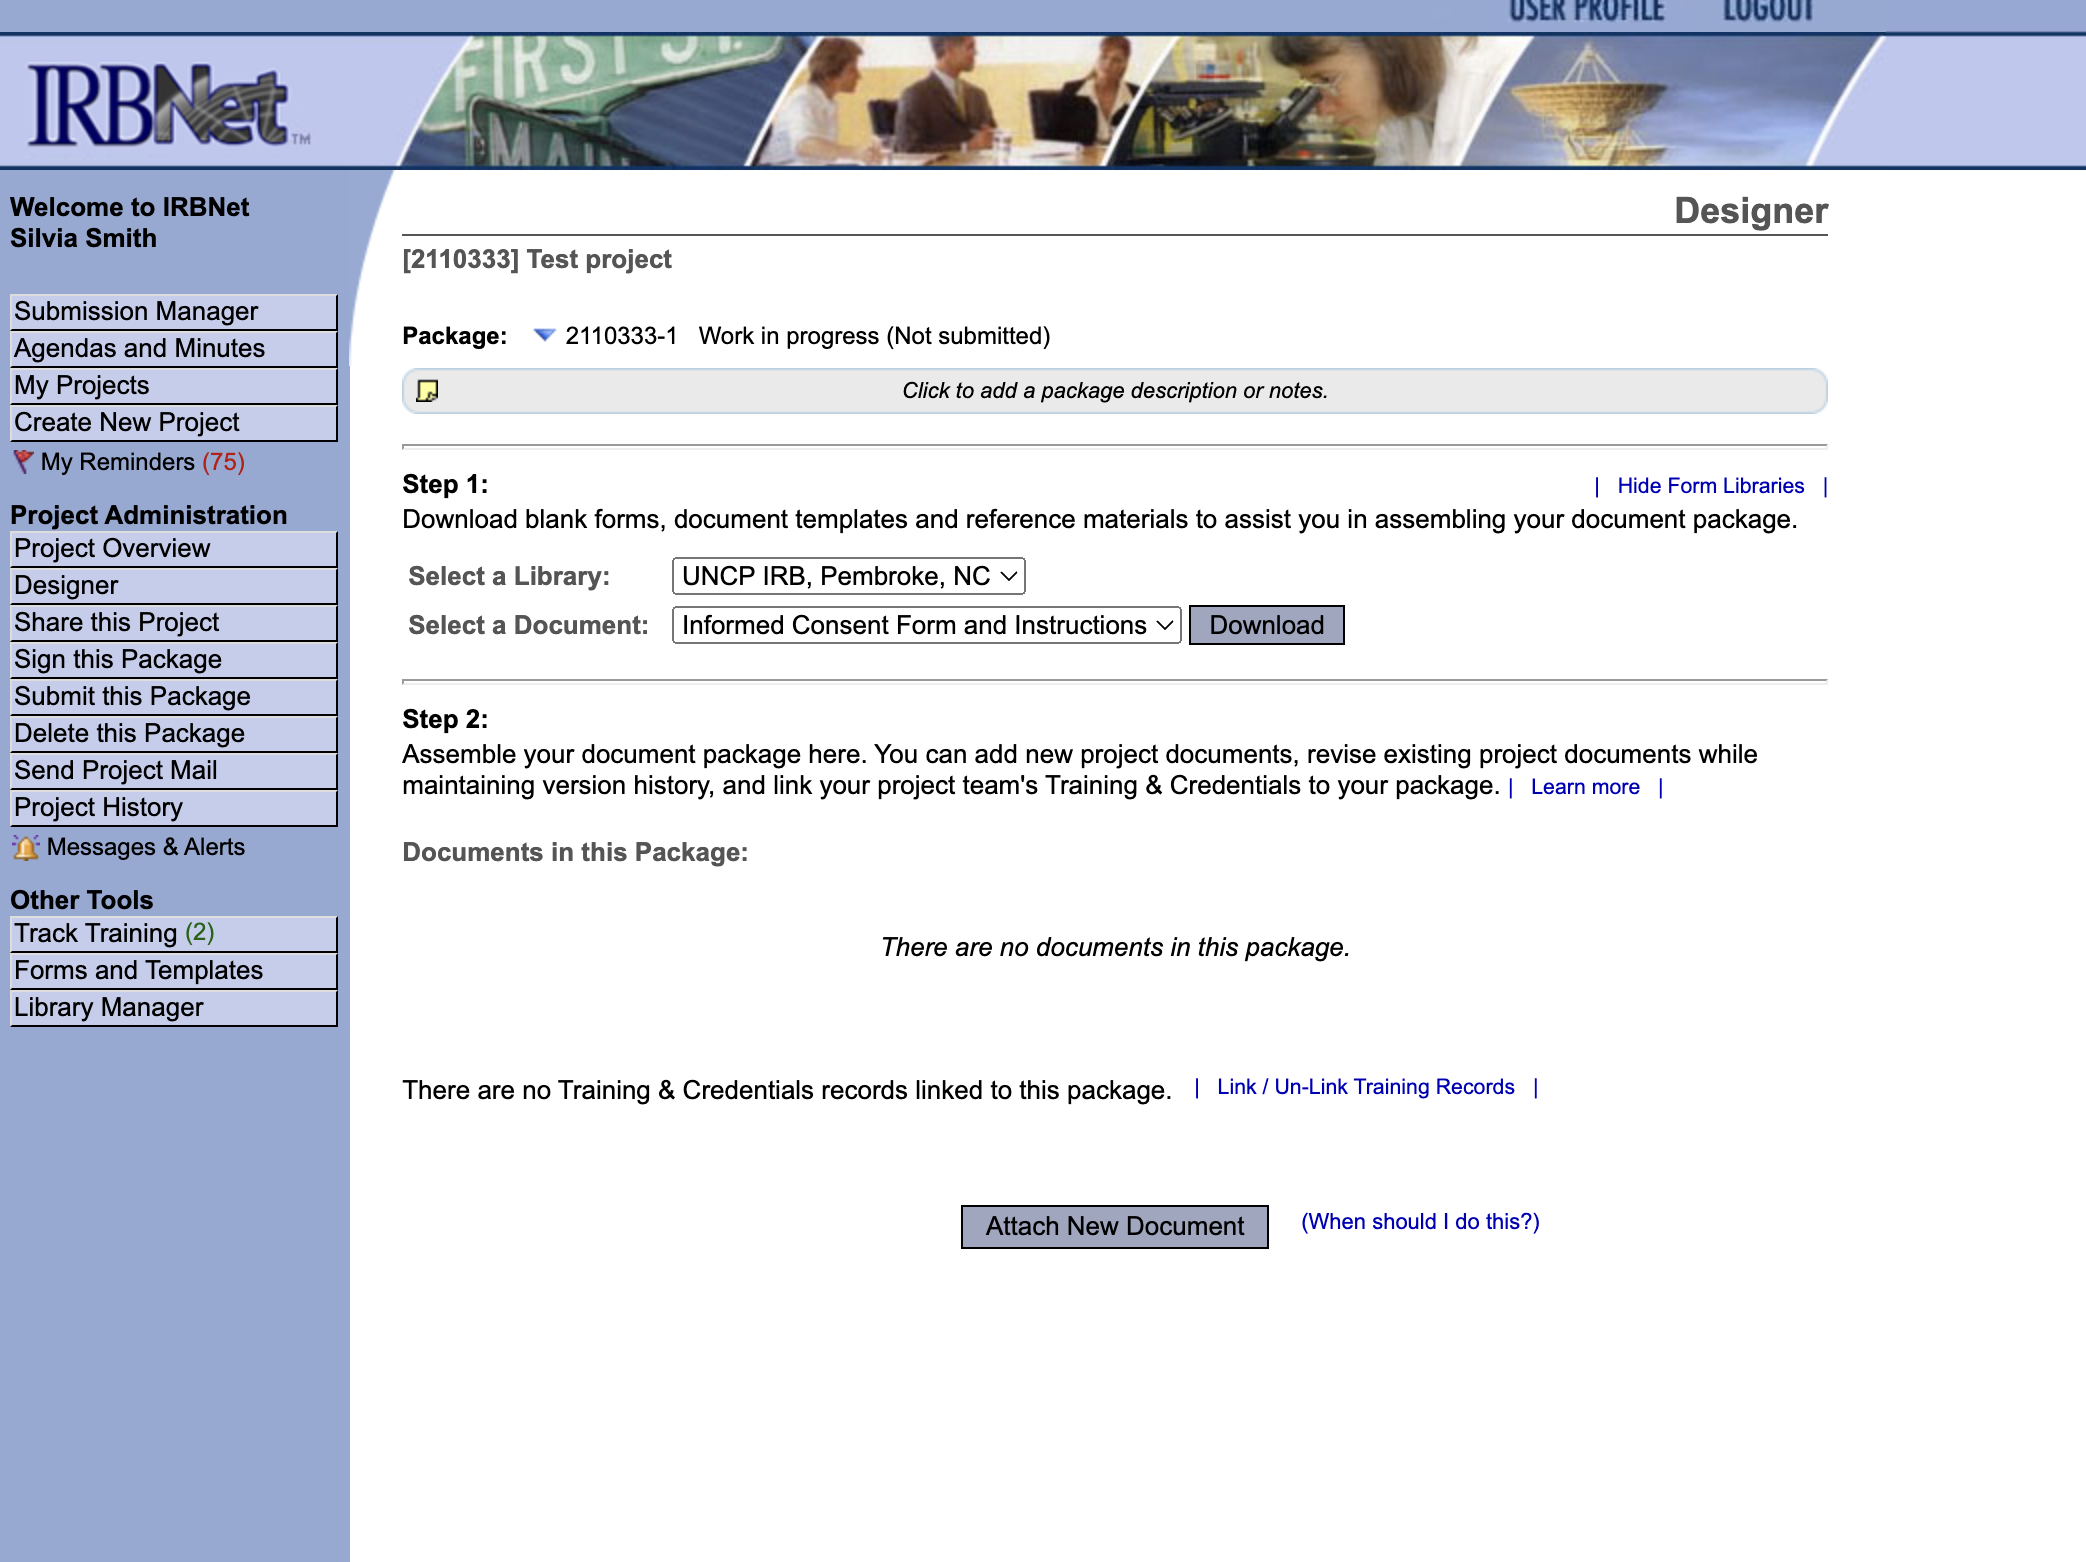 USER PROFILE LOGOUT
FIRST ST.
MAIN
IRBNet™
Welcome to IRBNet
Silvia Smith
Submission Manager
Agendas and Minutes
My Projects
Create New Project
My Reminders (75)
Project Administration
Project Overview
Designer
Share this Project
Sign this Package
Submit this Package
Delete this Package
Send Project Mail
Project History
Messages & Alerts
Other Tools
Track Training (2)
Forms and Templates
Library Manager
Designer
[2110333] Test project
Package: 2110333-1 Work in progress (Not submitted)
Click to add a package description or notes.
Step 1: | Hide Form Libraries |
Download blank forms, document templates and reference materials to assist you in assembling your document package.
Select a Library: UNCP IRB, Pembroke, NC
Select a Document: Informed Consent Form and Instructions Download
Step 2:
Assemble your document package here. You can add new project documents, revise existing project documents while
maintaining version history, and link your project team's Training & Credentials to your package. | Learn more |
Documents in this Package:
There are no documents in this package.
There are no Training & Credentials records linked to this package. | Link / Un-Link Training Records |
Attach New Document (When should I do this?)